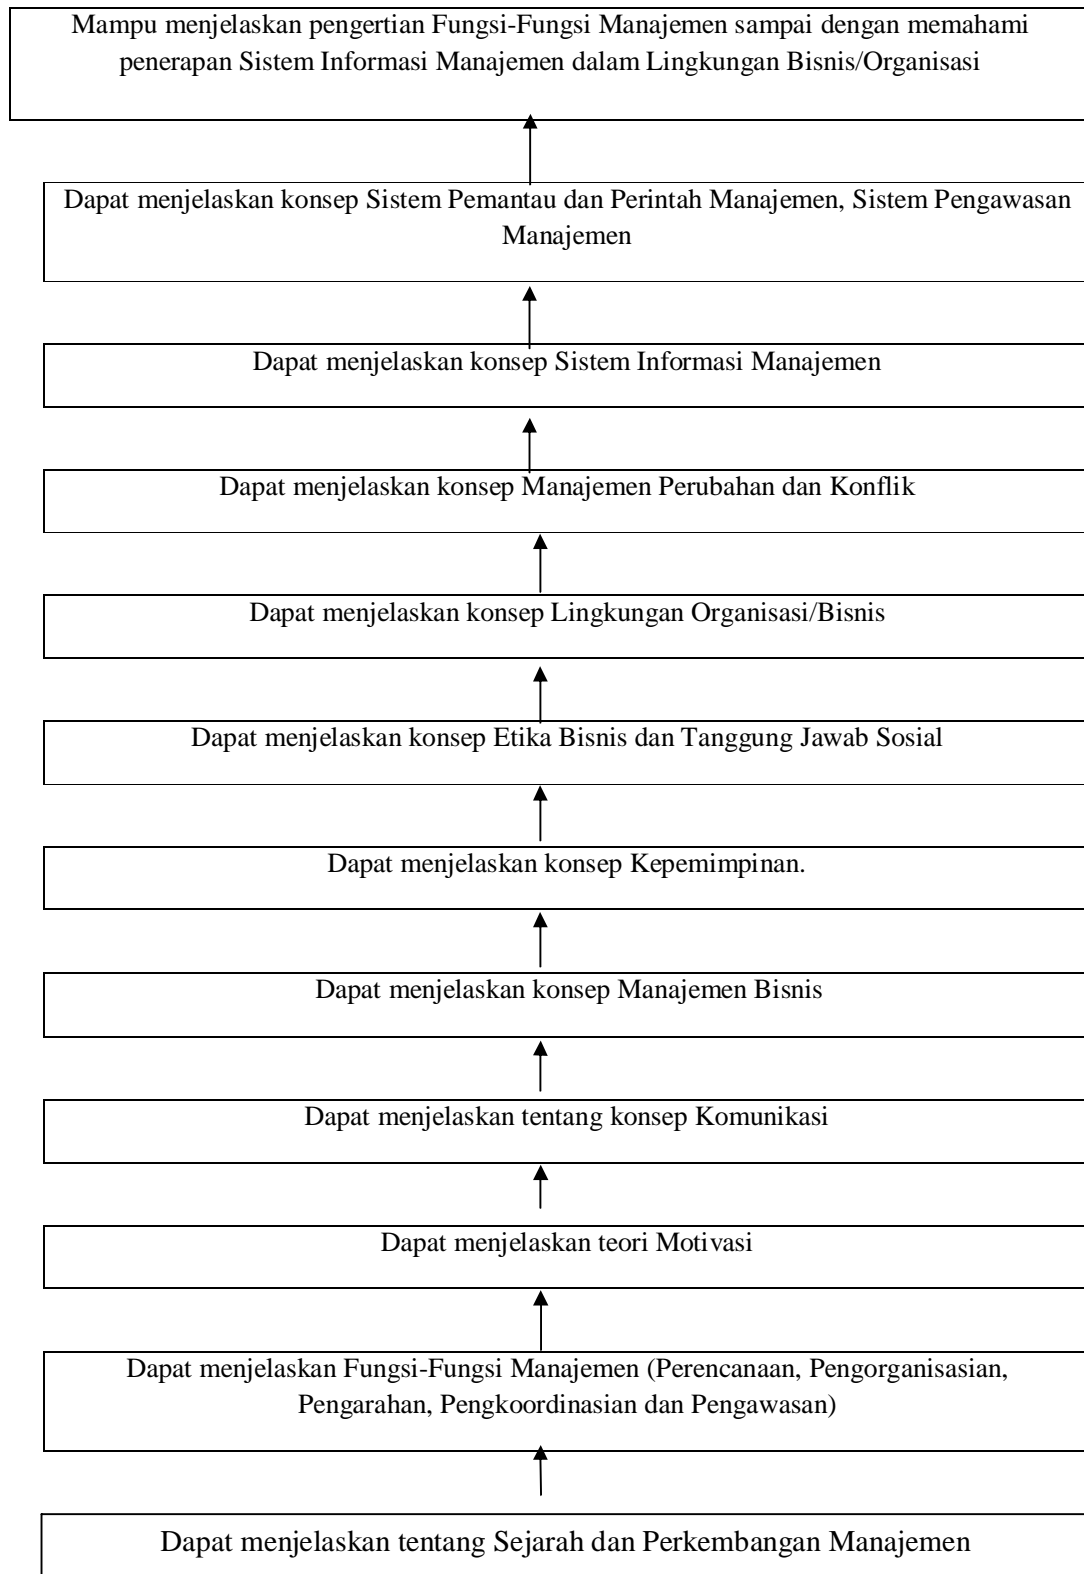 Mampu menjelaskan pengertian Fungsi-Fungsi Manajemen sampai dengan memahami
penerapan Sistem Informasi Manajemen dalam Lingkungan Bisnis/Organisasi
Dapat menjelaskan konsep Sistem Pemantau dan Perintah Manajemen, Sistem Pengawasan
Manajemen
Dapat menjelaskan konsep Sistem Informasi Manajemen
Dapat menjelaskan konsep Manajemen Perubahan dan Konflik
Dapat menjelaskan konsep Lingkungan Organisasi/Bisnis
Dapat menjelaskan konsep Etika Bisnis dan Tanggung Jawab Sosial
Dapat menjelaskan konsep Kepemimpinan.
Dapat menjelaskan konsep Manajemen Bisnis
Dapat menjelaskan tentang konsep Komunikasi
Dapat menjelaskan teori Motivasi
Dapat menjelaskan Fungsi-Fungsi Manajemen (Perencanaan, Pengorganisasian,
Pengarahan, Pengkoordinasian dan Pengawasan)
Dapat menjelaskan tentang Sejarah dan Perkembangan Manajemen